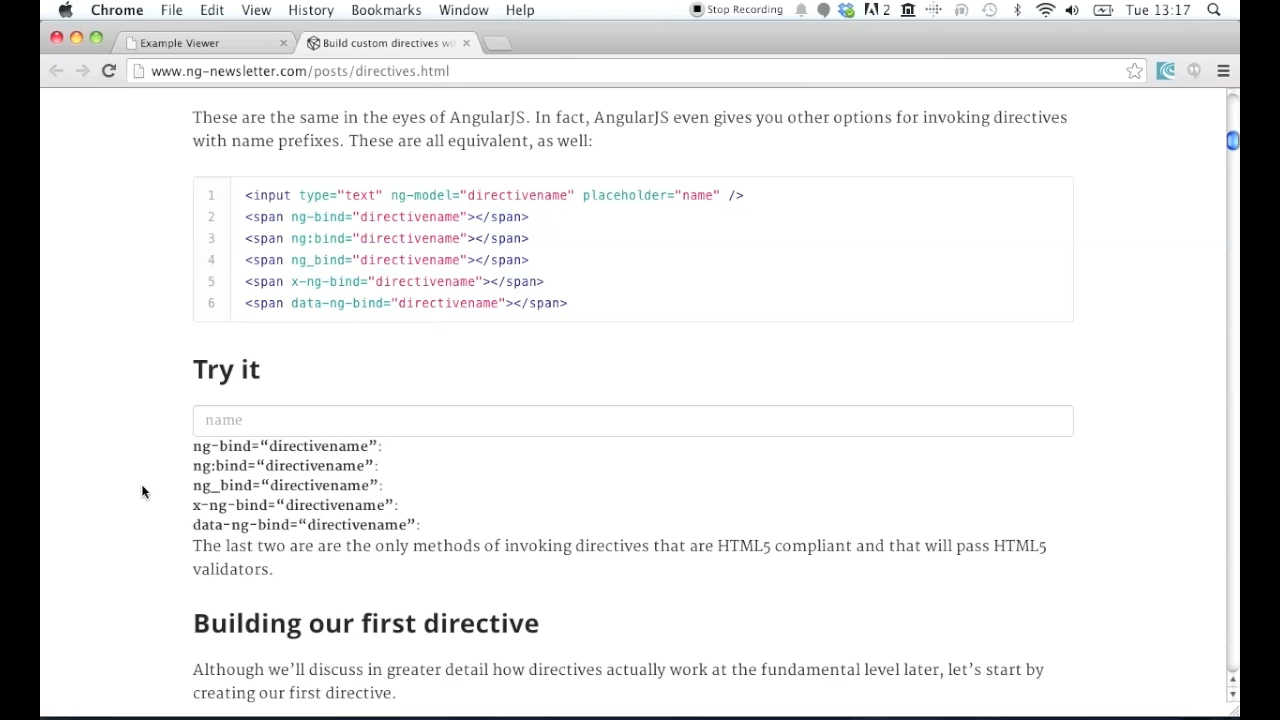 Chrome File Edit View History Bookmarks Window Help Stop Recording 2 Tue 13:17
Example Viewer Build custom directives wi
www.ng-newsletter.com/posts/directives.html
These are the same in the eyes of AngularJS. In fact, AngularJS even gives you other options for invoking directives
with name prefixes. These are all equivalent, as well:
1 <input type="text" ng-model="directivename" placeholder="name" />
2 <span ng-bind="directivename"></span>
3 <span ng:bind="directivename"></span>
4 <span ng_bind="directivename"></span>
5 <span x-ng-bind="directivename"></span>
6 <span data-ng-bind="directivename"></span>
Try it
name
ng-bind=“directivename”:
ng:bind=“directivename”:
ng_bind=“directivename”:
x-ng-bind=“directivename”:
data-ng-bind=“directivename”:
The last two are are the only methods of invoking directives that are HTML5 compliant and that will pass HTML5
validators.
Building our first directive
Although we’ll discuss in greater detail how directives actually work at the fundamental level later, let’s start by
creating our first directive.